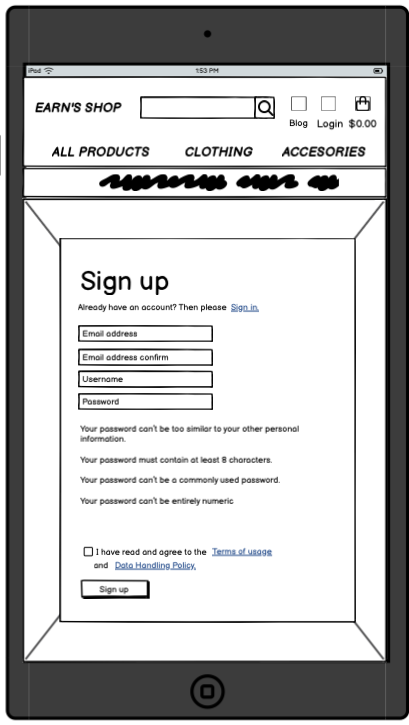 iPod
1:53 PM
EARN'S SHOP
Blog
Login
$0.00
ALL PRODUCTS
CLOTHING
ACCESORIES
Sign up
Already have an account? Then please Sign in.
Email address
Email address confirm
Username
Password
Your password can't be too similar to your other personal
information.
Your password must contain at least 8 characters.
Your password can't be a commonly used password.
Your password can't be entirely numeric
I have read and agree to the Terms of usage
and Data Handling Policy.
Sign up